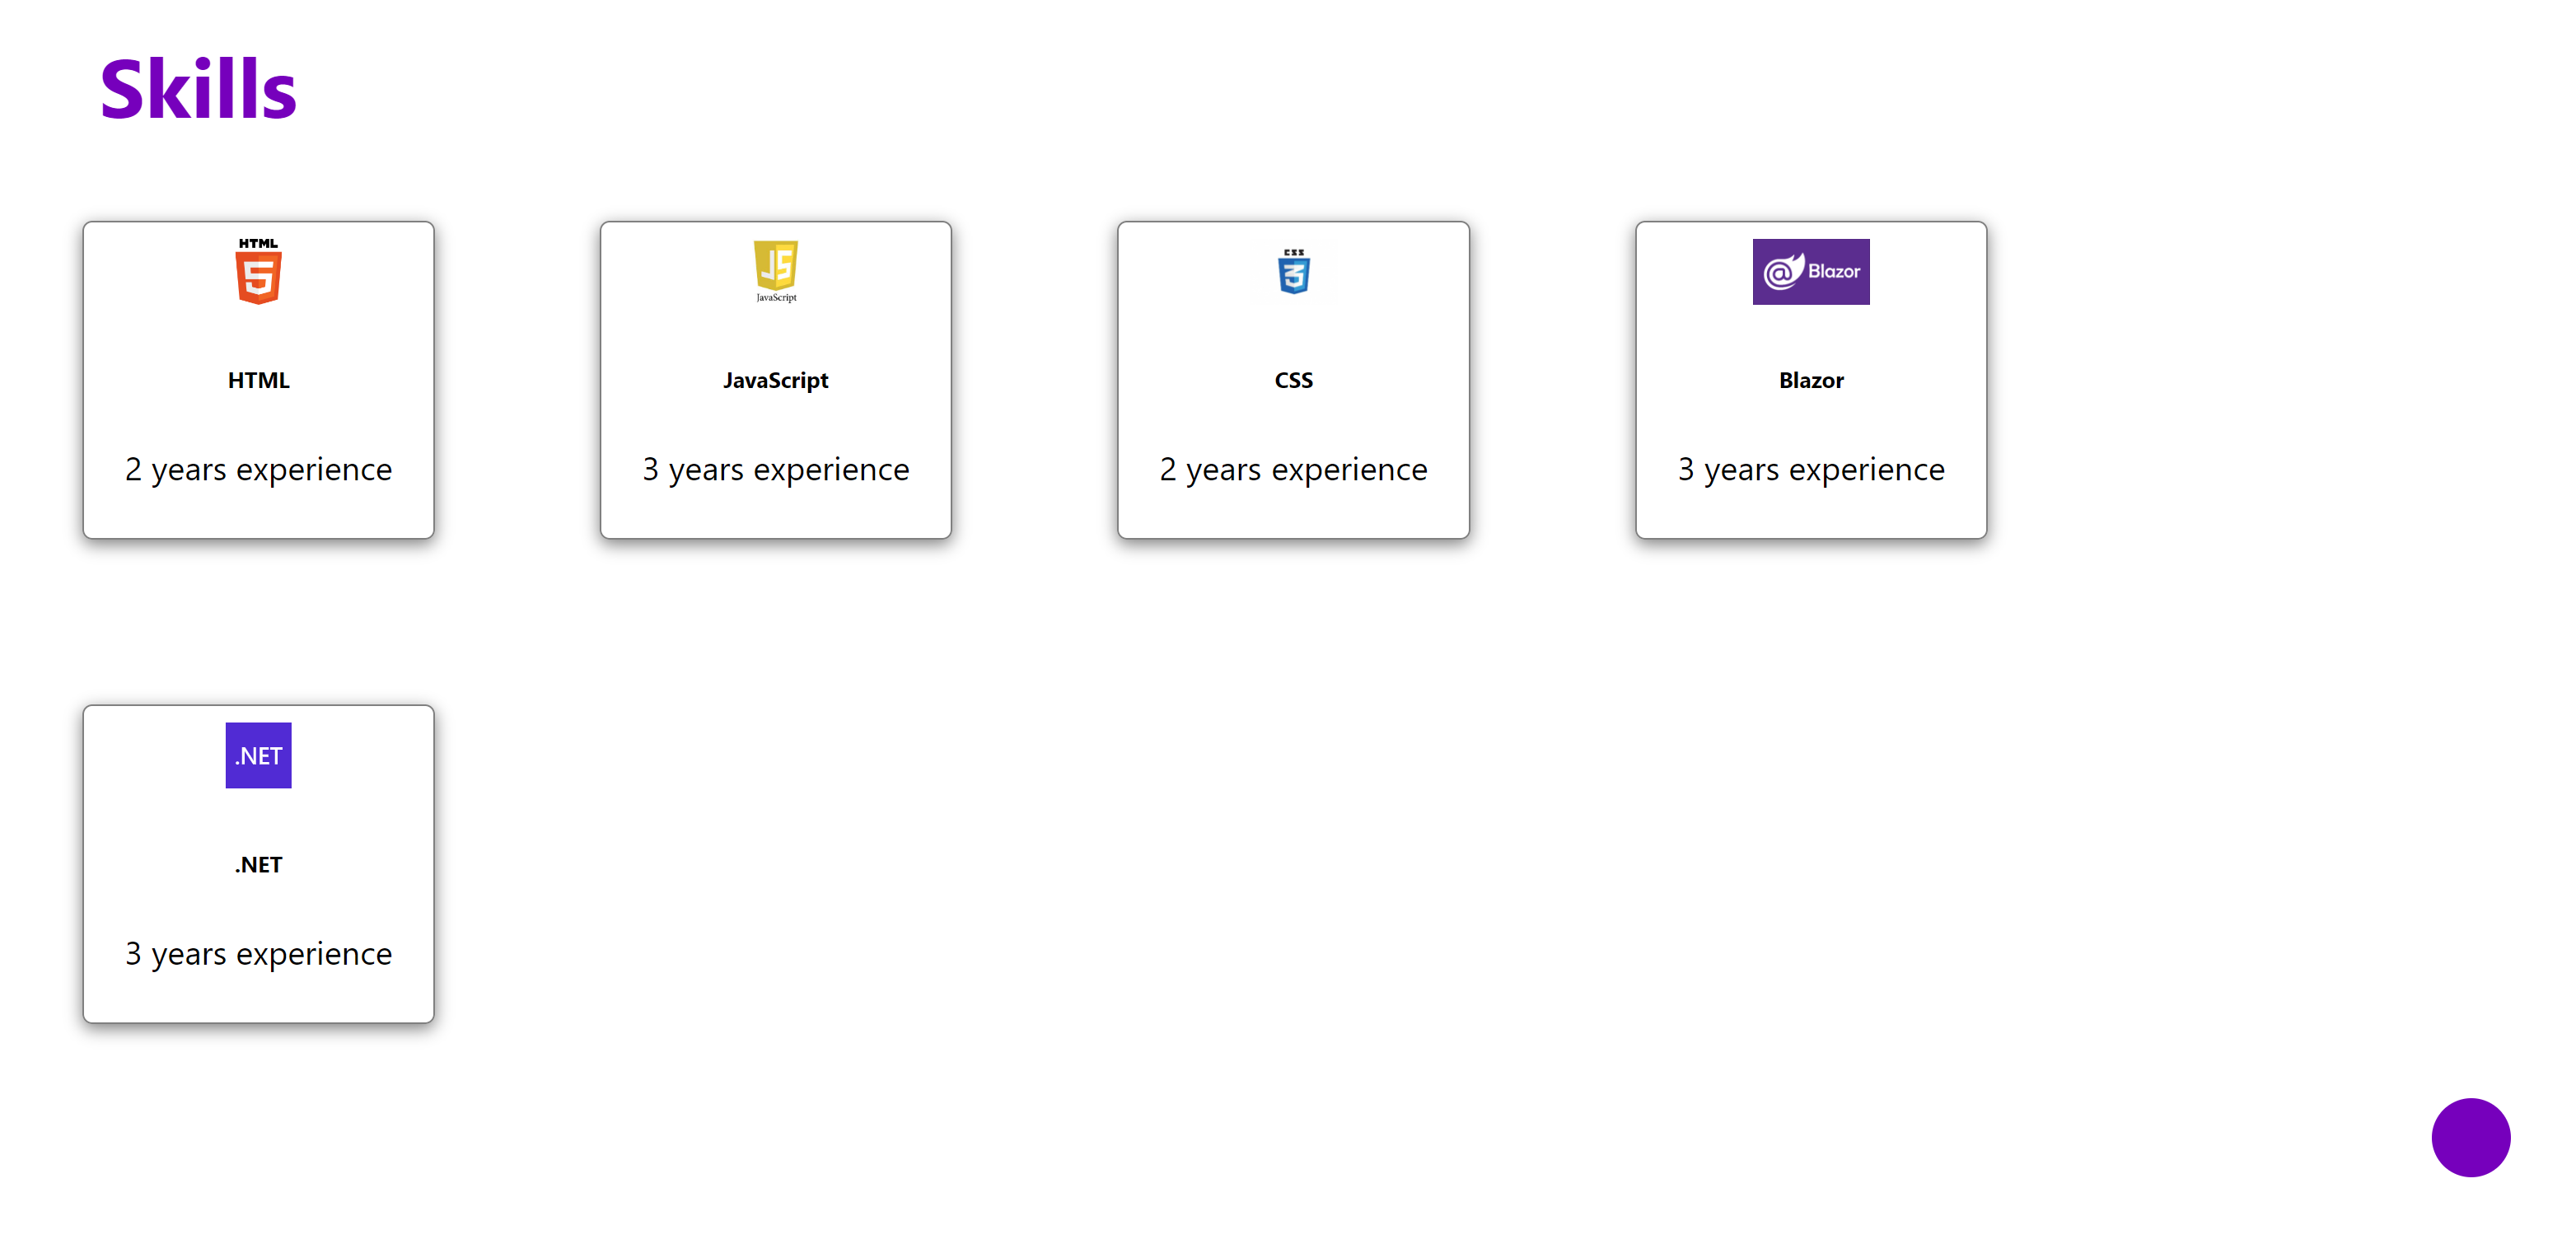 Skills
HTML
5
HTML
2 years experience
JS
JavaScript
JavaScript
3 years experience
CSS
3
CSS
2 years experience
@ Blazor
Blazor
3 years experience
.NET
.NET
3 years experience